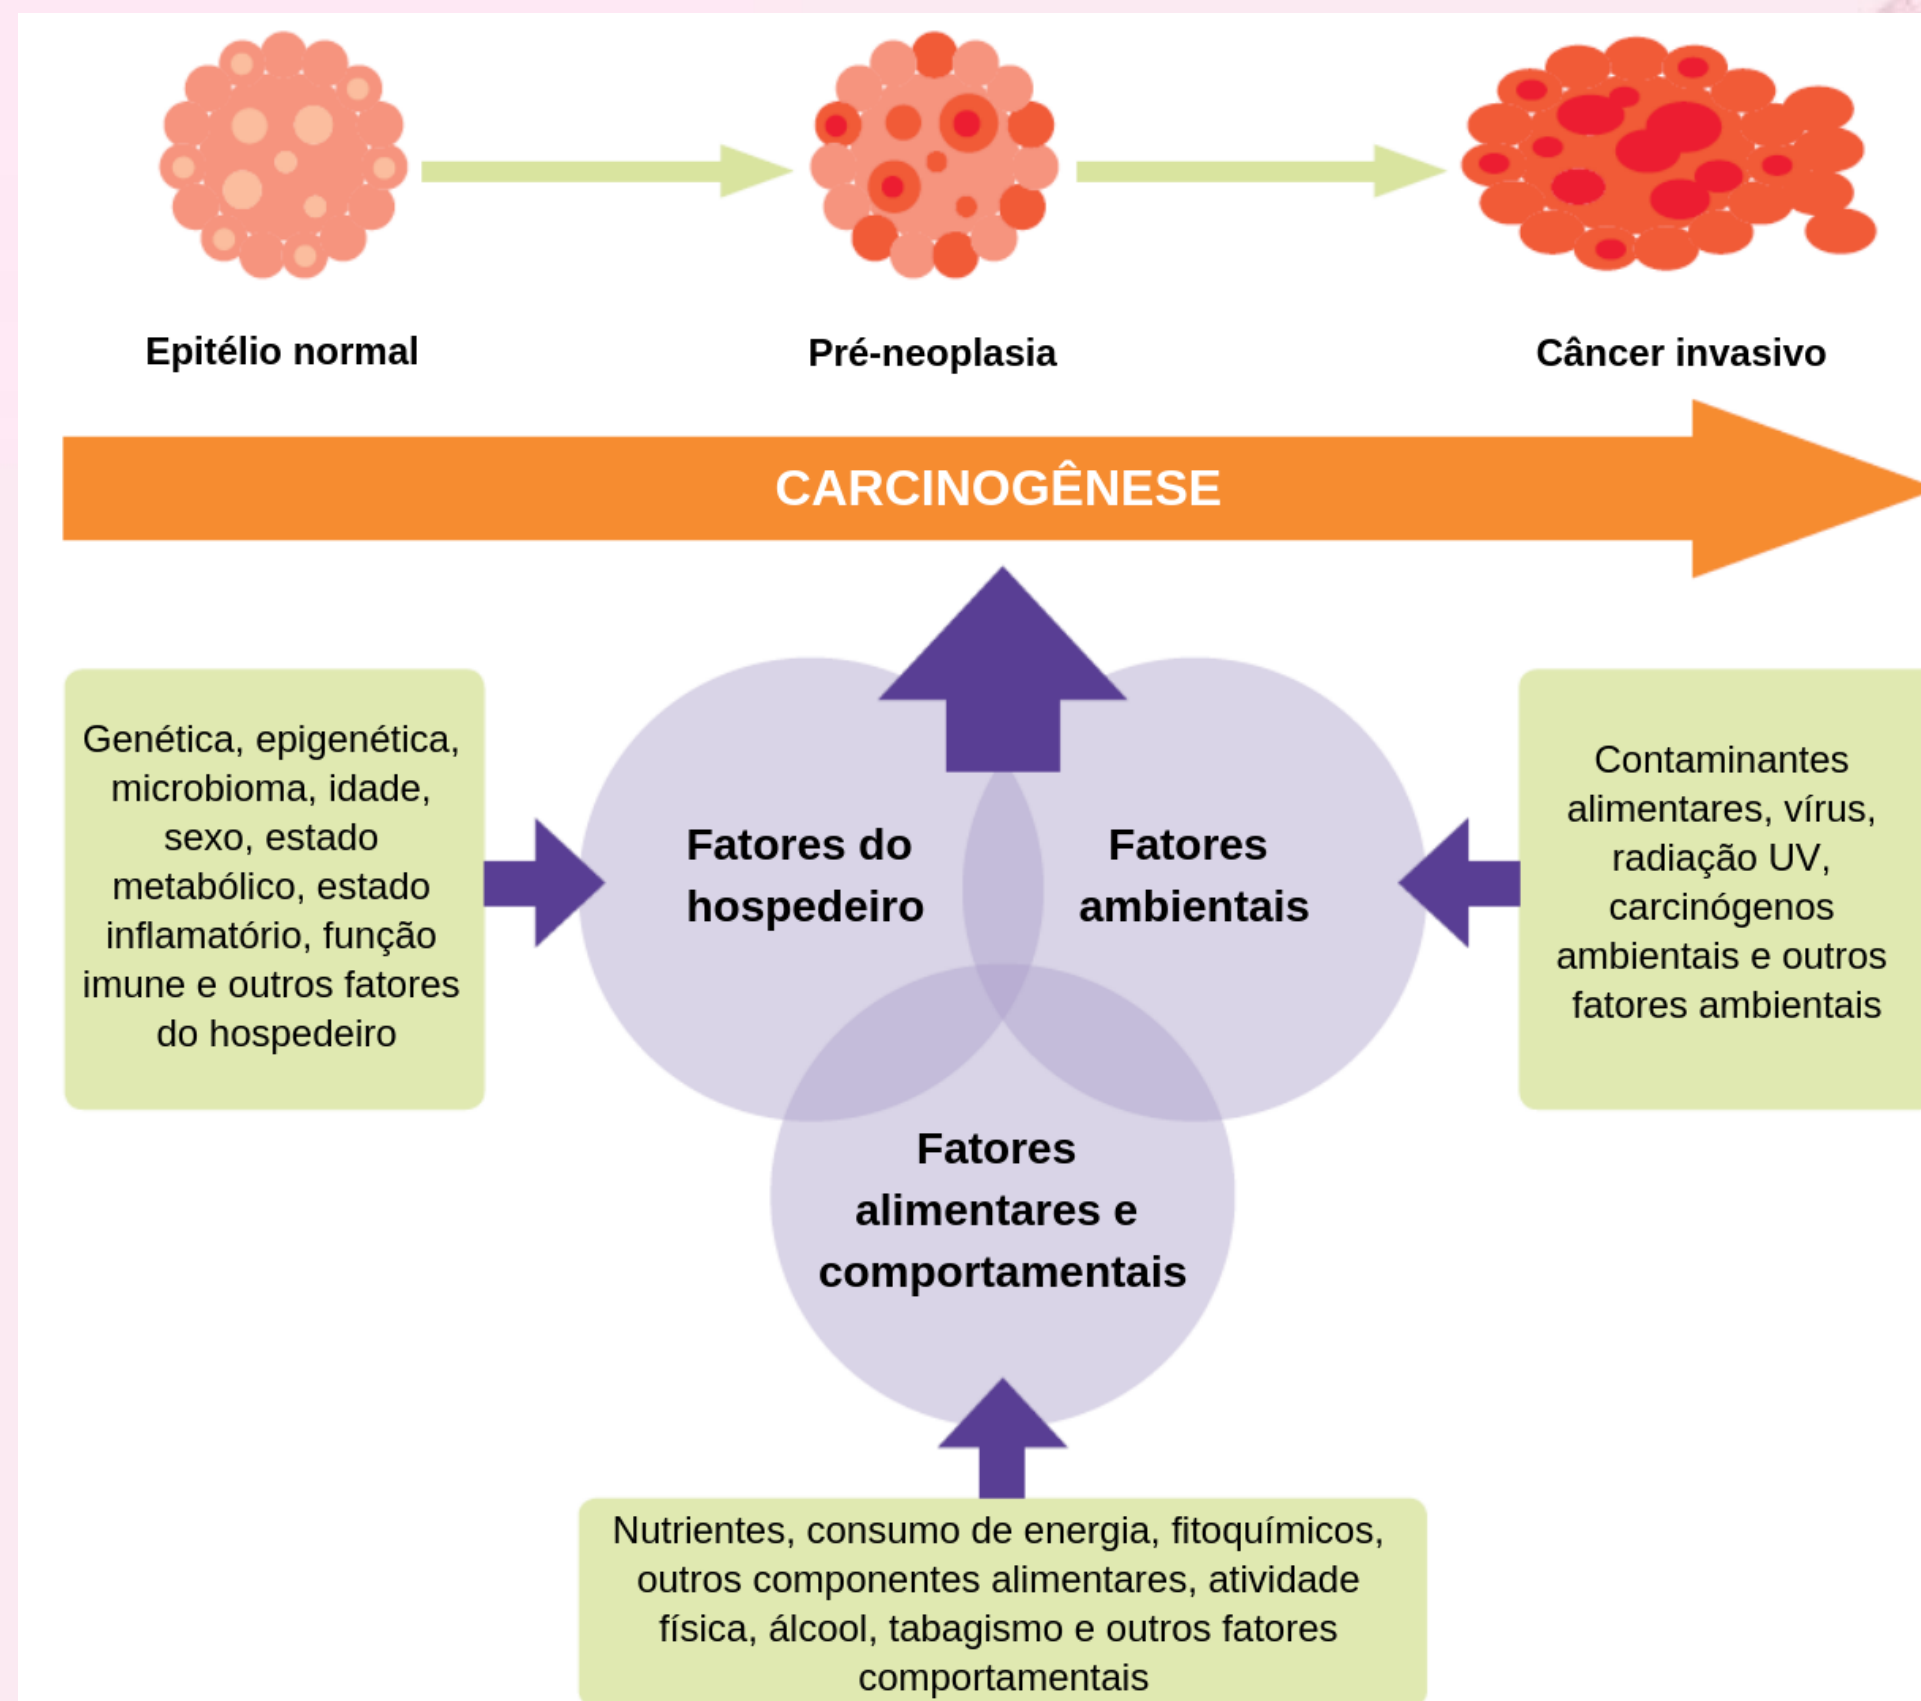 Epitélio normal
Pré-neoplasia
Câncer invasivo
CARCINOGÊNESE
Genética, epigenética,
microbioma, idade,
sexo, estado
metabólico, estado
inflamatório, função
imune e outros fatores
do hospedeiro
Fatores do
hospedeiro
Fatores
ambientais
Contaminantes
alimentares, vírus,
radiação UV,
carcinógenos
ambientais e outros
fatores ambientais
Fatores
alimentares e
comportamentais
Nutrientes, consumo de energia, fitoquímicos,
outros componentes alimentares, atividade
física, álcool, tabagismo e outros fatores
comportamentais